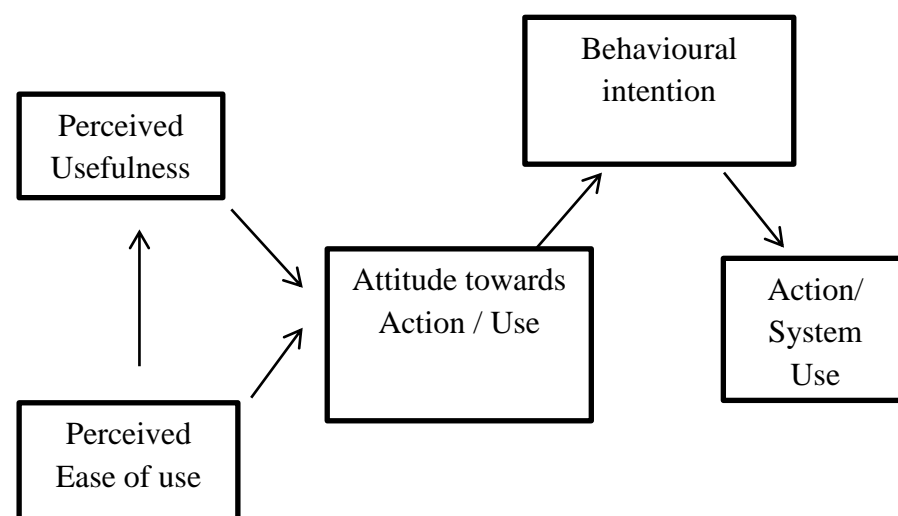 Behavioural
intention
Perceived
Usefulness
Attitude towards
Action / Use
Action/
System
Use
Perceived
Ease of use